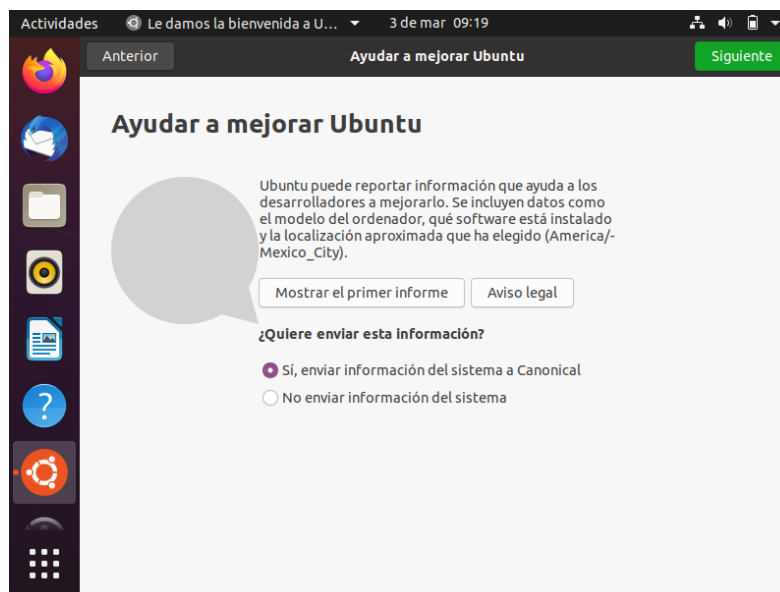 Actividades
Le damos la bienvenida a U...
3 de mar 09:19
Anterior
Ayudar a mejorar Ubuntu
Siguiente
Ayudar a mejorar Ubuntu
Ubuntu puede reportar información que ayuda a los
desarrolladores a mejorarlo. Se incluyen datos como
el modelo del ordenador, qué software está instalado
y la localización aproximada que ha elegido (America/-
Mexico_City).
Mostrar el primer informe
Aviso legal
¿Quiere enviar esta información?
Sí, enviar información del sistema a Canonical
No enviar información del sistema
?